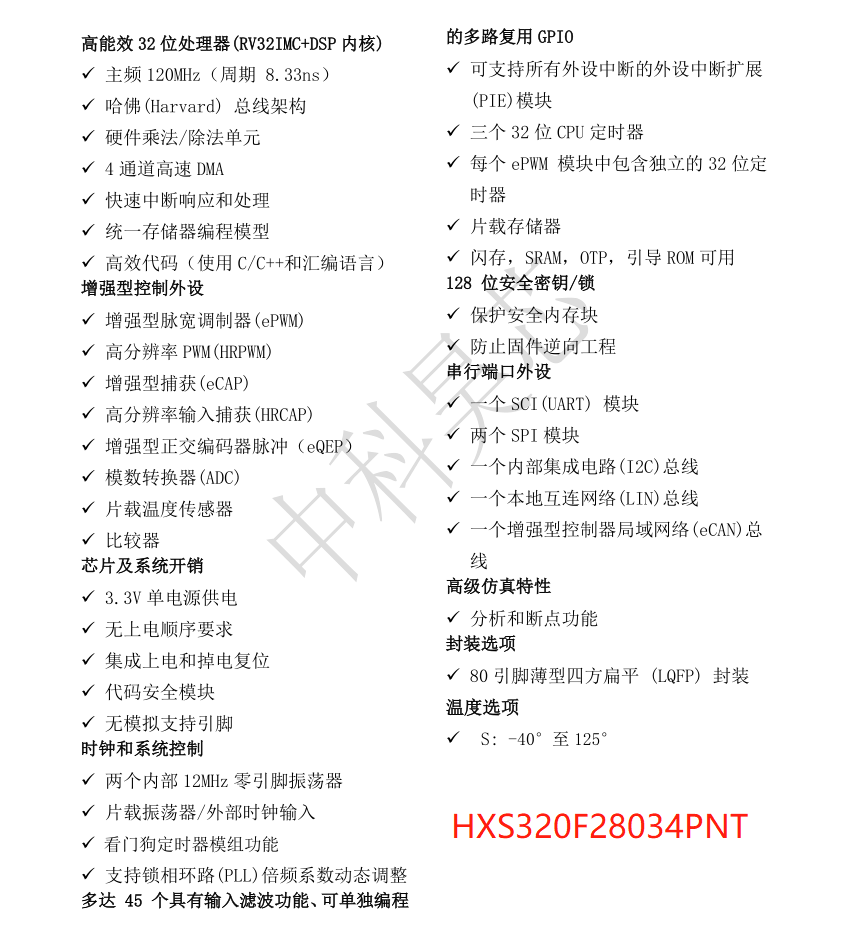 高能效 32 位处理器(RV32IMC+DSP 内核)
✓ 主频 120MHz（周期 8.33ns）
✓ 哈佛(Harvard) 总线架构
✓ 硬件乘法/除法单元
✓ 4 通道高速 DMA
✓ 快速中断响应和处理
✓ 统一存储器编程模型
✓ 高效代码（使用 C/C++和汇编语言）
增强型控制外设
✓ 增强型脉宽调制器(ePWM)
✓ 高分辨率 PWM(HRPWM)
✓ 增强型捕获(eCAP)
✓ 高分辨率输入捕获(HRCAP)
✓ 增强型正交编码器脉冲（eQEP）
✓ 模数转换器(ADC)
✓ 片载温度传感器
✓ 比较器
芯片及系统开销
✓ 3.3V 单电源供电
✓ 无上电顺序要求
✓ 集成上电和掉电复位
✓ 代码安全模块
✓ 无模拟支持引脚
时钟和系统控制
✓ 两个内部 12MHz 零引脚振荡器
✓ 片载振荡器/外部时钟输入
✓ 看门狗定时器模组功能
✓ 支持锁相环路(PLL)倍频系数动态调整
多达 45 个具有输入滤波功能、可单独编程
的多路复用 GPIO
✓ 可支持所有外设中断的外设中断扩展
(PIE)模块
✓ 三个 32 位 CPU 定时器
✓ 每个 ePWM 模块中包含独立的 32 位定
时器
✓ 片载存储器
✓ 闪存，SRAM，OTP，引导 ROM 可用
128 位安全密钥/锁
✓ 保护安全内存块
✓ 防止固件逆向工程
串行端口外设
✓ 一个 SCI(UART) 模块
✓ 两个 SPI 模块
✓ 一个内部集成电路(I2C)总线
✓ 一个本地互连网络(LIN)总线
✓ 一个增强型控制器局域网络(eCAN)总
线
高级仿真特性
✓ 分析和断点功能
封装选项
✓ 80 引脚薄型四方扁平 (LQFP) 封装
温度选项
✓ S: -40° 至 125°
HXS320F28034PNT
中科昊芯